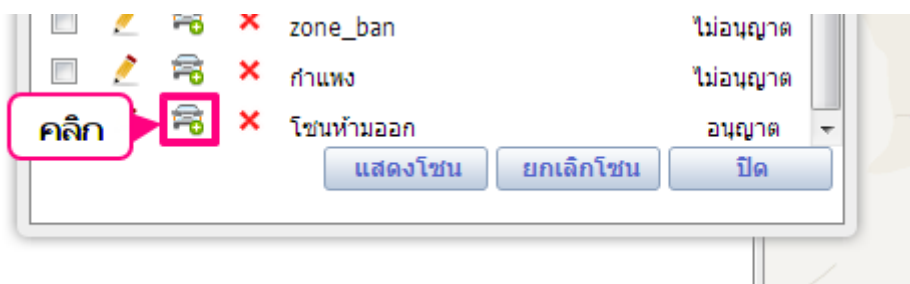 zone_ban ไม่อนุญาต
กำแพง ไม่อนุญาต
คลิก โซนห้ามออก อนุญาต
แสดงโซน ยกเลิกโซน ปิด